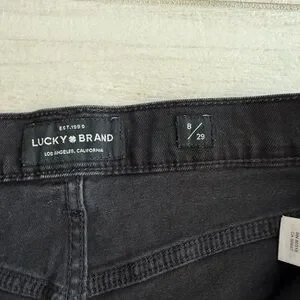 EST. 1990
LUCKY BRAND
LOS ANGELES, CALIFORNIA
8/29